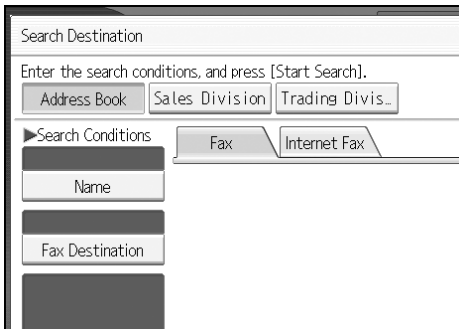 Search Destination
Enter the search conditions, and press [Start Search].
Address Book Sales Division Trading Divis…
▶Search Conditions Fax Internet Fax
Name
Fax Destination